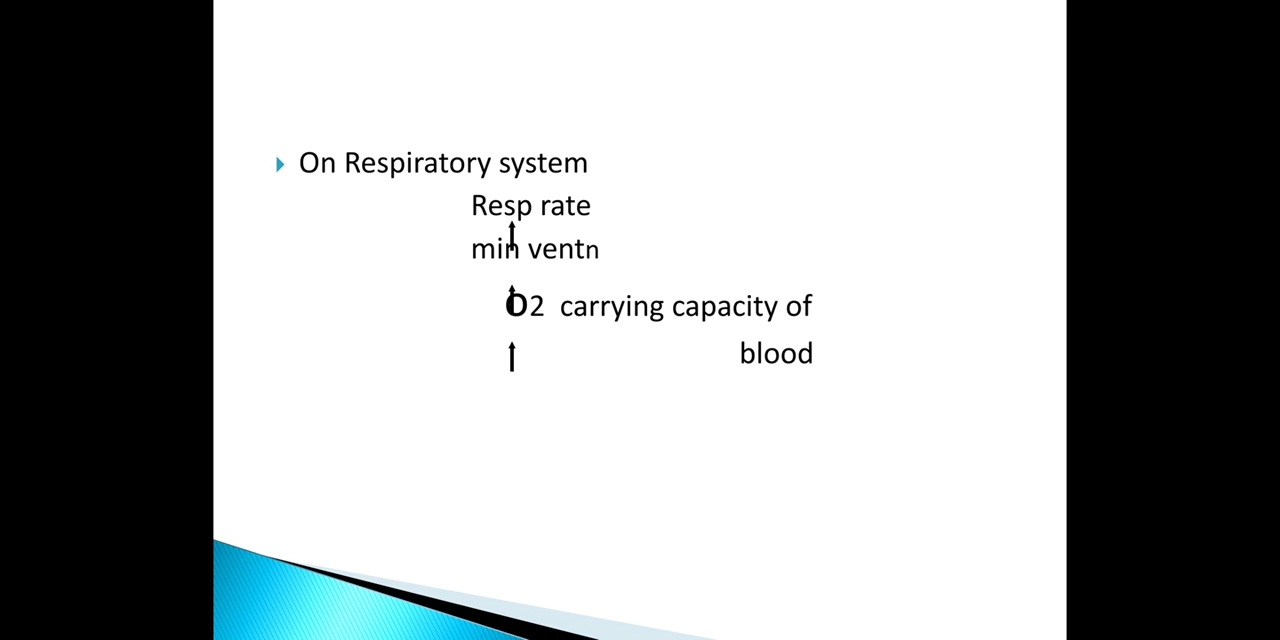 On Respiratory system
Resp rate
min ventn
O2 carrying capacity of
blood